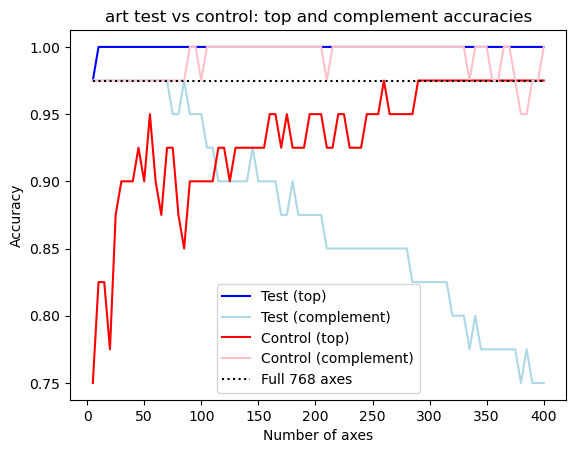 art test vs control: top and complement accuracies
1.00
0.95
0.90
0.85
0.80
0.75
Accuracy
Test (top)
Test (complement)
Control (top)
Control (complement)
Full 768 axes
0 50 100 150 200 250 300 350 400
Number of axes